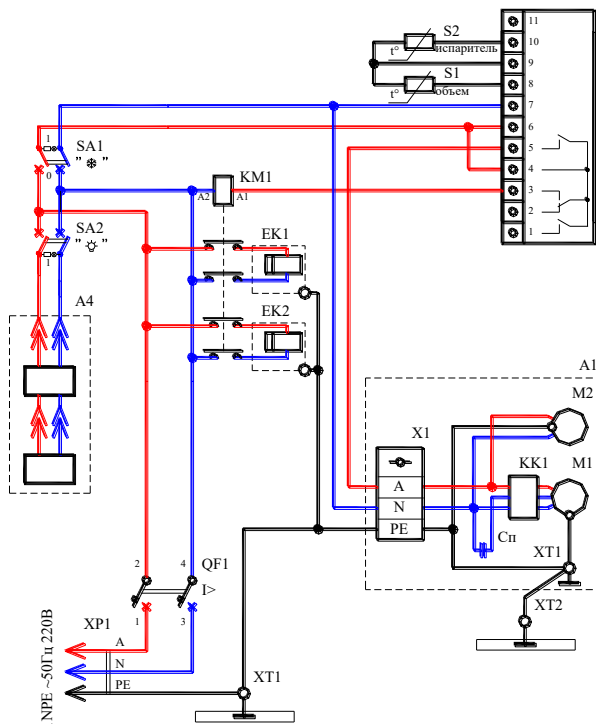 11
S2
10
испаритель
t°
9
S1
8
t°
объем
7
1
6
SA1
" ❄ "
5
0
4
KM1
3
A2
A1
2
SA2
EK1
1
" "
1
A4
EK2
A1
M2
X1
KK1
M1
A
N
PE
Сп
XT1
2
4
QF1
I>
XT2
1
3
XP1
A
N
XT1
PE
NPE ~50Гц 220В